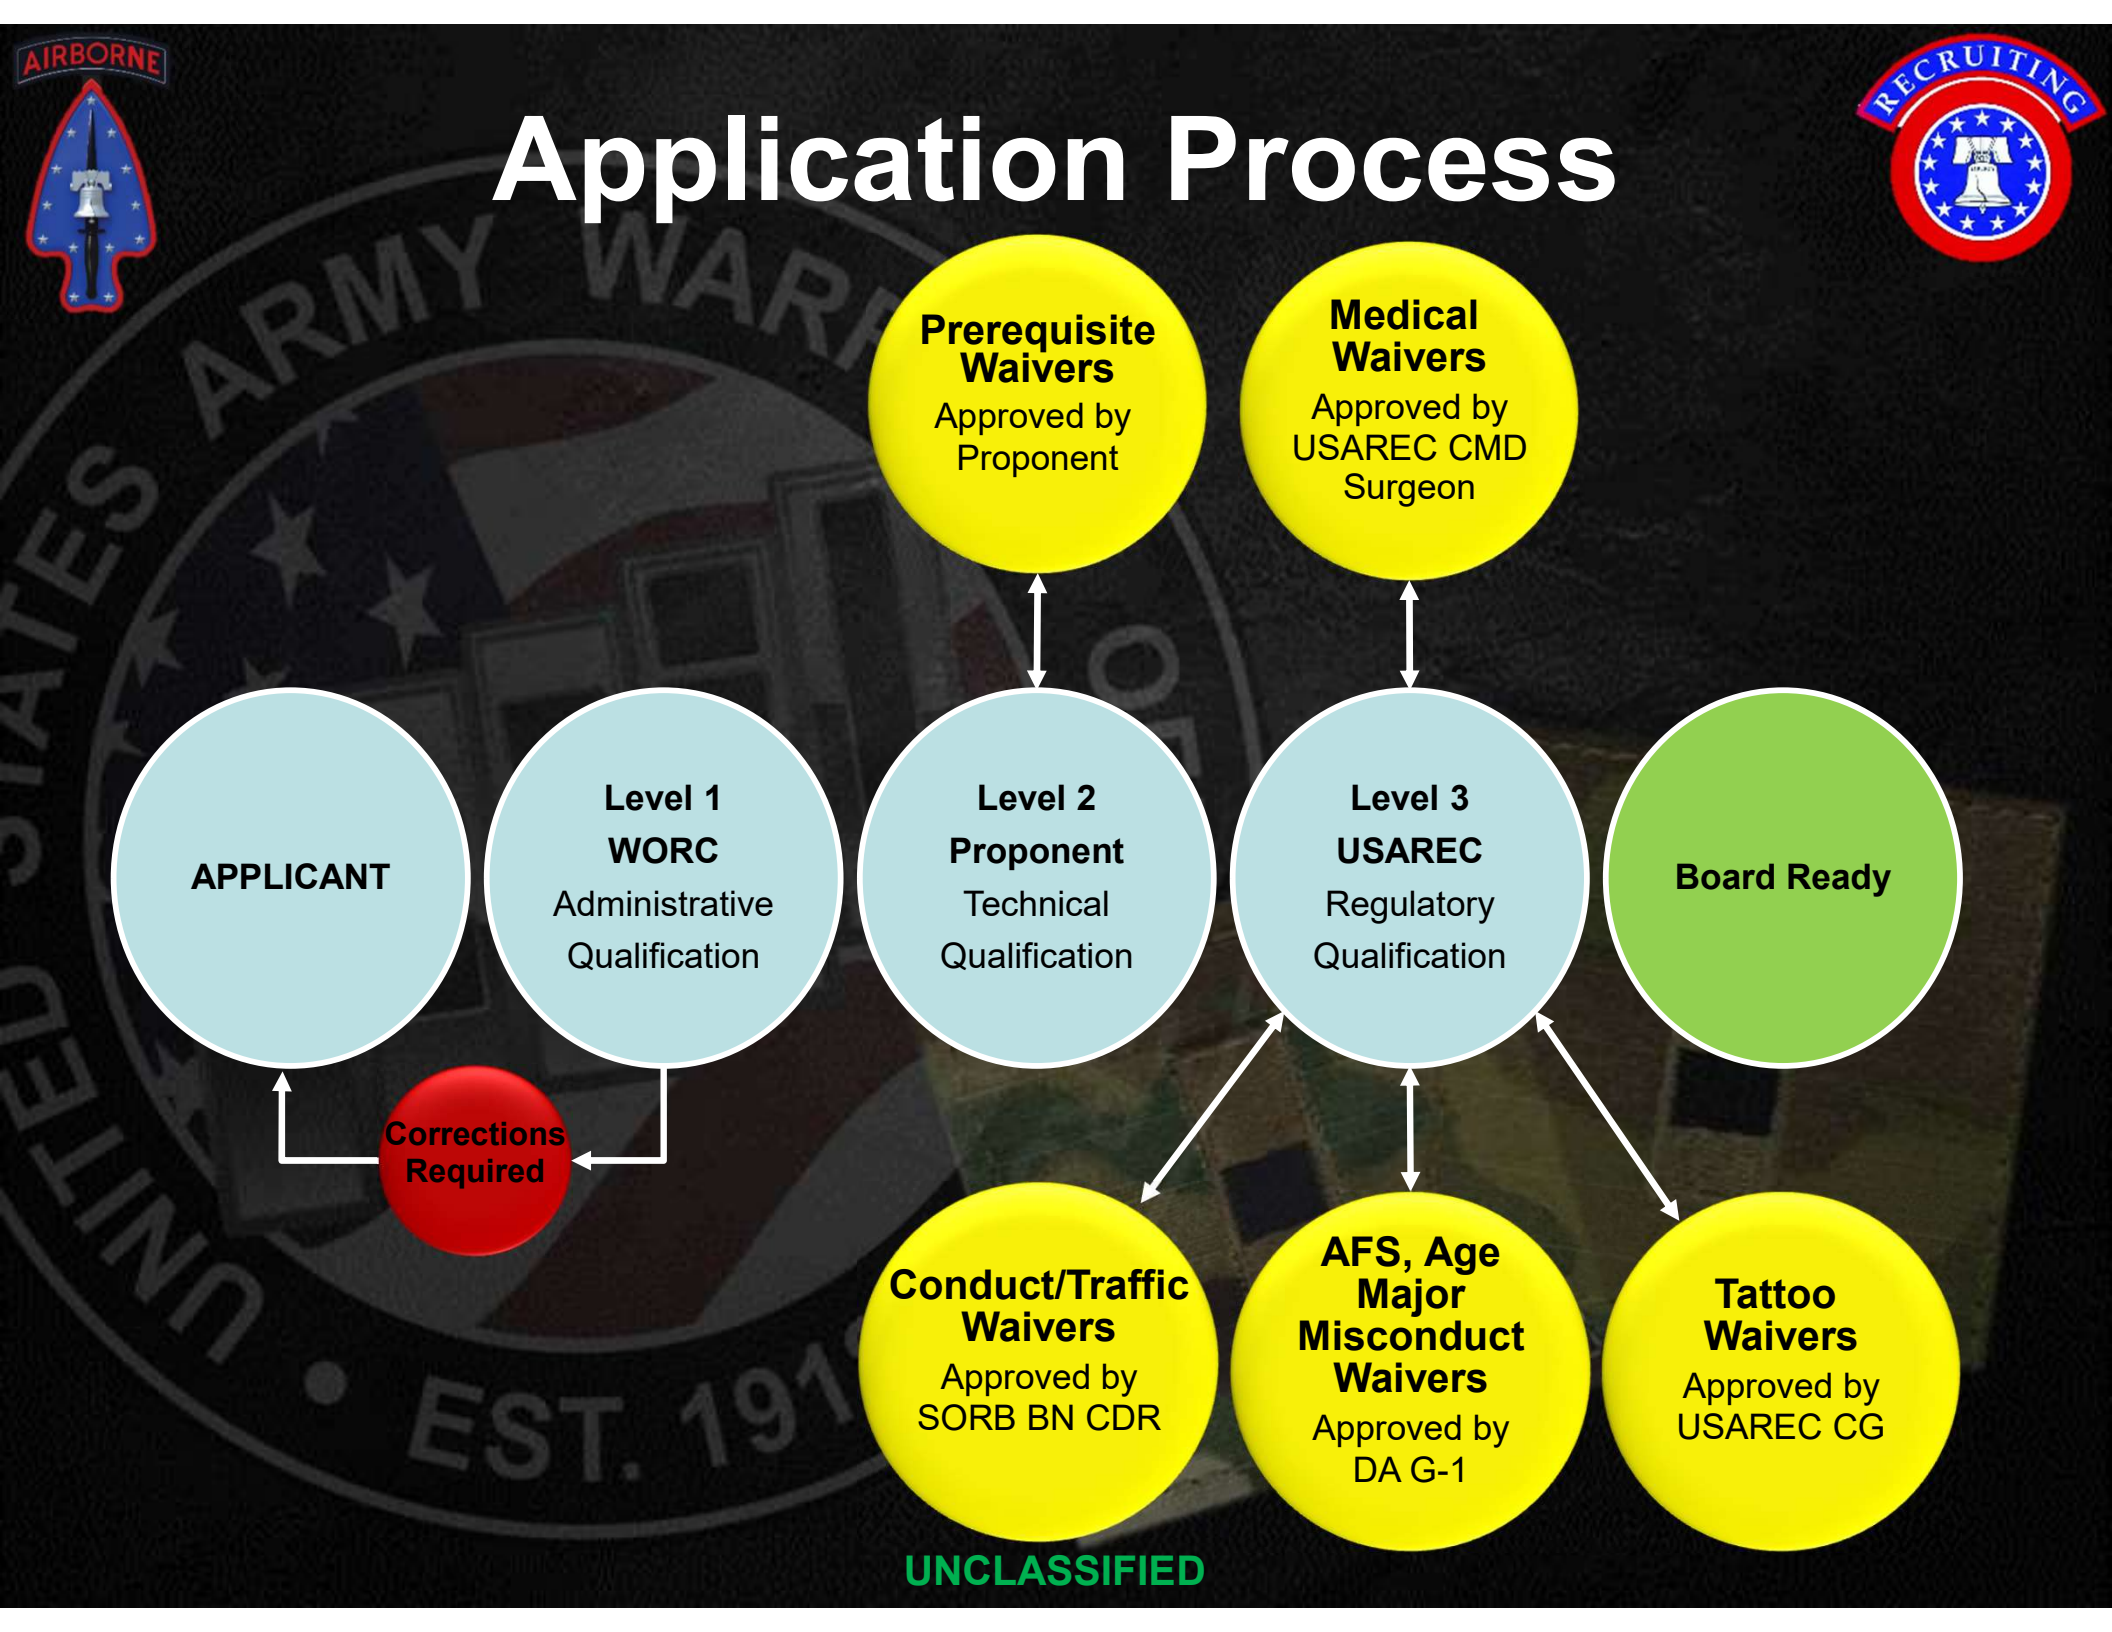 AIRBORNE
RECRUITING
Application Process
UNITED STATES ARMY WARR
EST. 191
Prerequisite
Waivers
Approved by
Proponent
Medical
Waivers
Approved by
USAREC CMD
Surgeon
APPLICANT
Level 1
WORC
Administrative
Qualification
Level 2
Proponent
Technical
Qualification
Level 3
USAREC
Regulatory
Qualification
Board Ready
Corrections
Required
Conduct/Traffic
Waivers
Approved by
SORB BN CDR
AFS, Age
Major
Misconduct
Waivers
Approved by
DA G-1
Tattoo
Waivers
Approved by
USAREC CG
UNCLASSIFIED